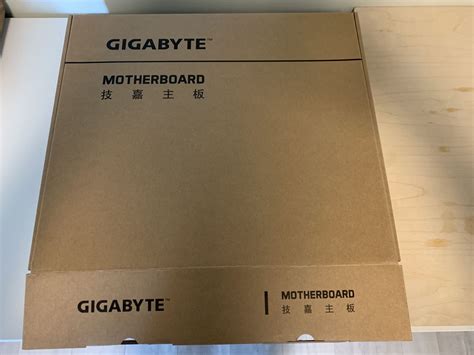 GIGABYTE™
MOTHERBOARD
技嘉主板
GIGABYTE™
MOTHERBOARD
技嘉主板